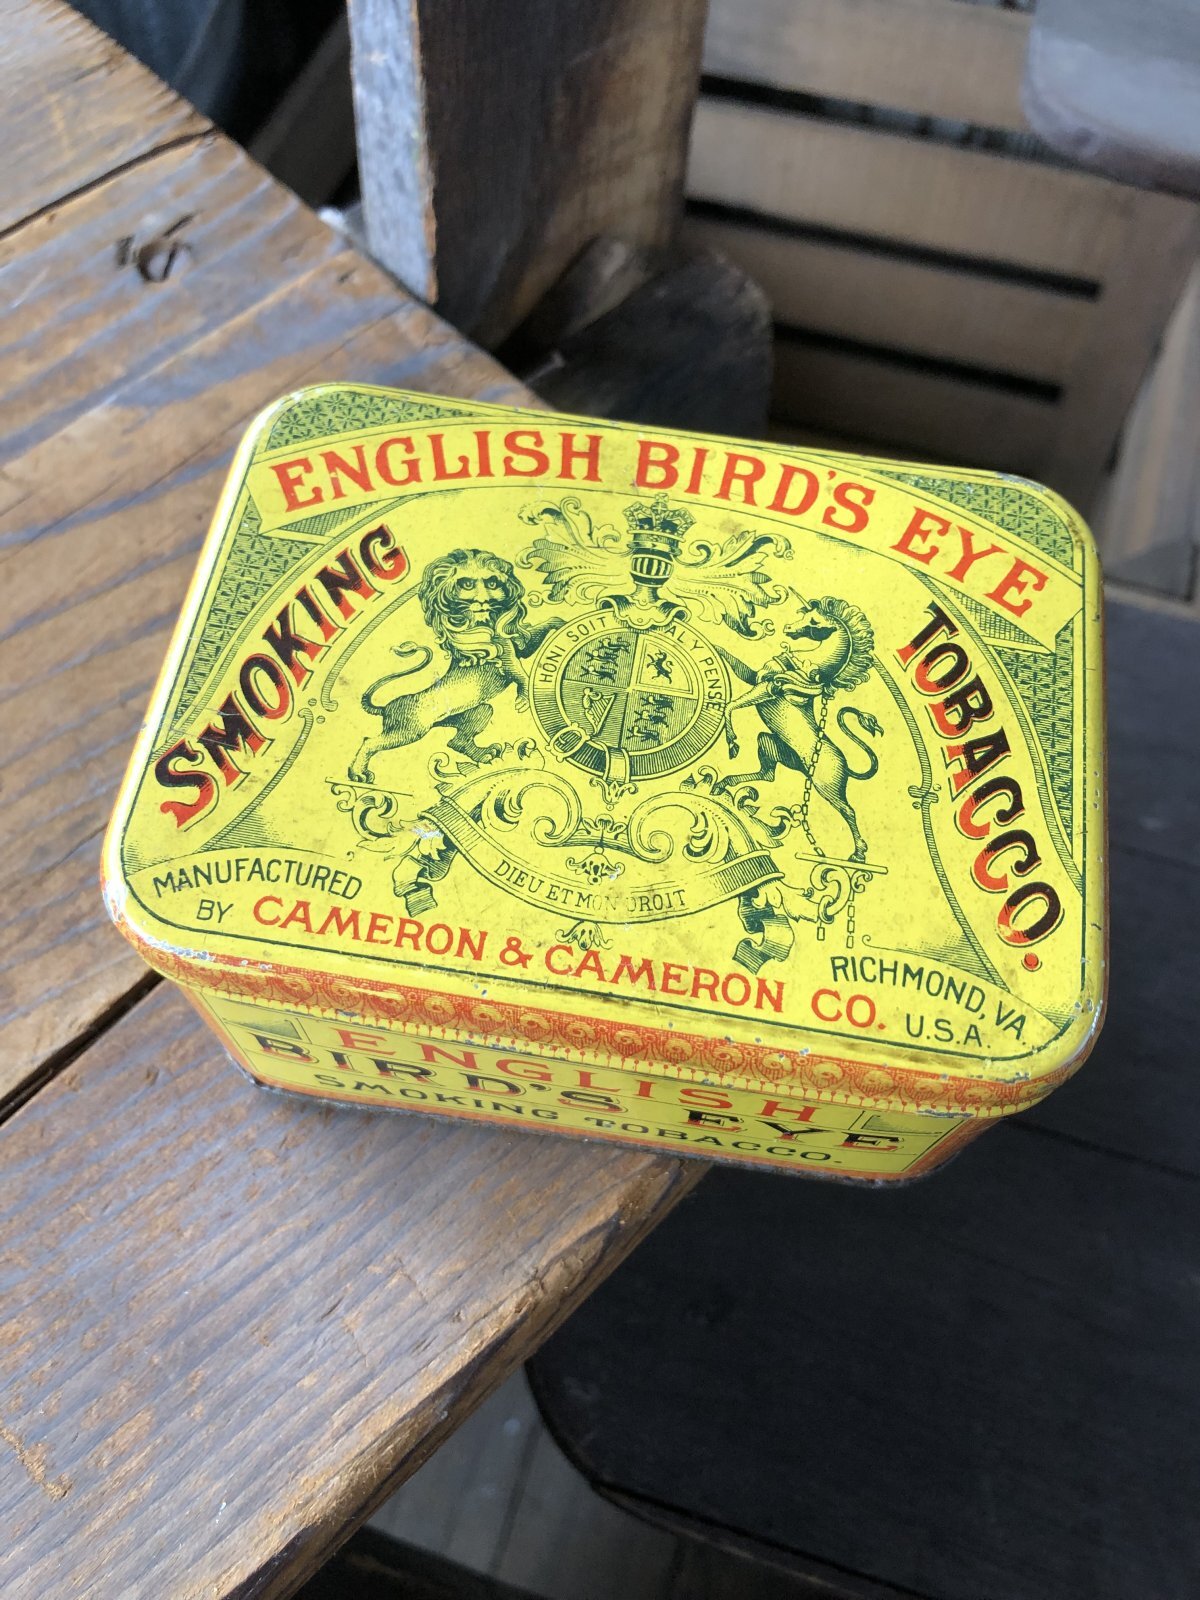 ENGLISH BIRD'S EYE
SMOKING
TOBACCO.
HONI SOIT
MAL Y PENSE
DIEU ET MON DROIT
MANUFACTURED
BY CAMERON & CAMERON CO.
RICHMOND, VA.
U.S.A.
ENGLISH
BIRD'S EYE
SMOKING TOBACCO.